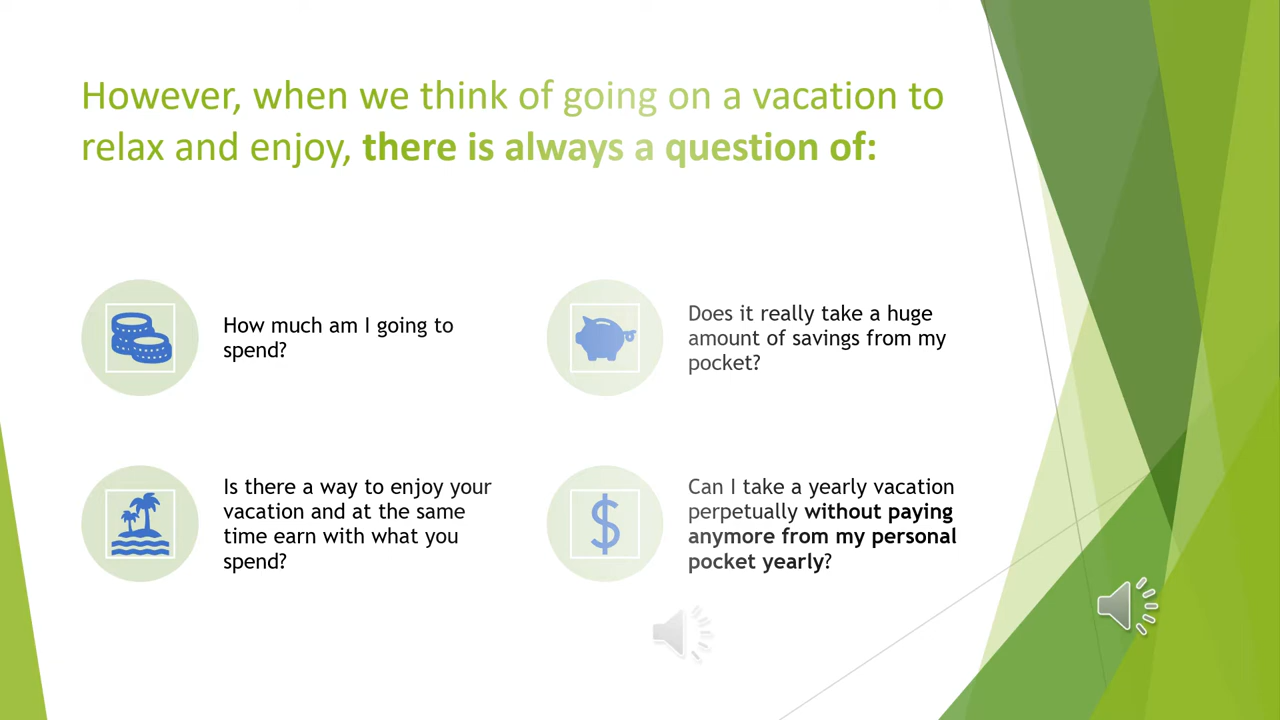 However, when we think of going on a vacation to
relax and enjoy, there is always a question of:
How much am I going to
spend?
Does it really take a huge
amount of savings from my
pocket?
Is there a way to enjoy your
vacation and at the same
time earn with what you
spend?
Can I take a yearly vacation
perpetually without paying
anymore from my personal
pocket yearly?